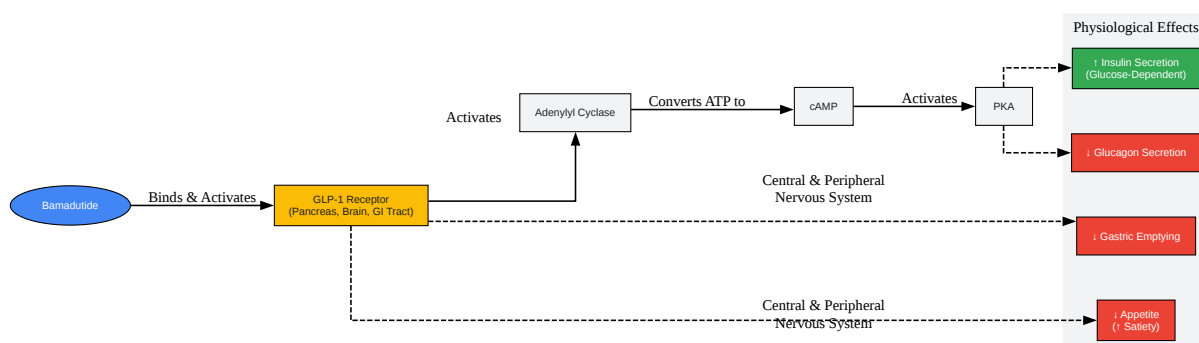 Physiological Effects
↑ Insulin Secretion
(Glucose-Dependent)
Activates
Adenylyl Cyclase
Converts ATP to
cAMP
Activates
PKA
↓ Glucagon Secretion
Bamadutide
Binds & Activates
GLP-1 Receptor
(Pancreas, Brain, GI Tract)
Central & Peripheral
Nervous System
↓ Gastric Emptying
Central & Peripheral
Nervous System
↓ Appetite
(↑ Satiety)